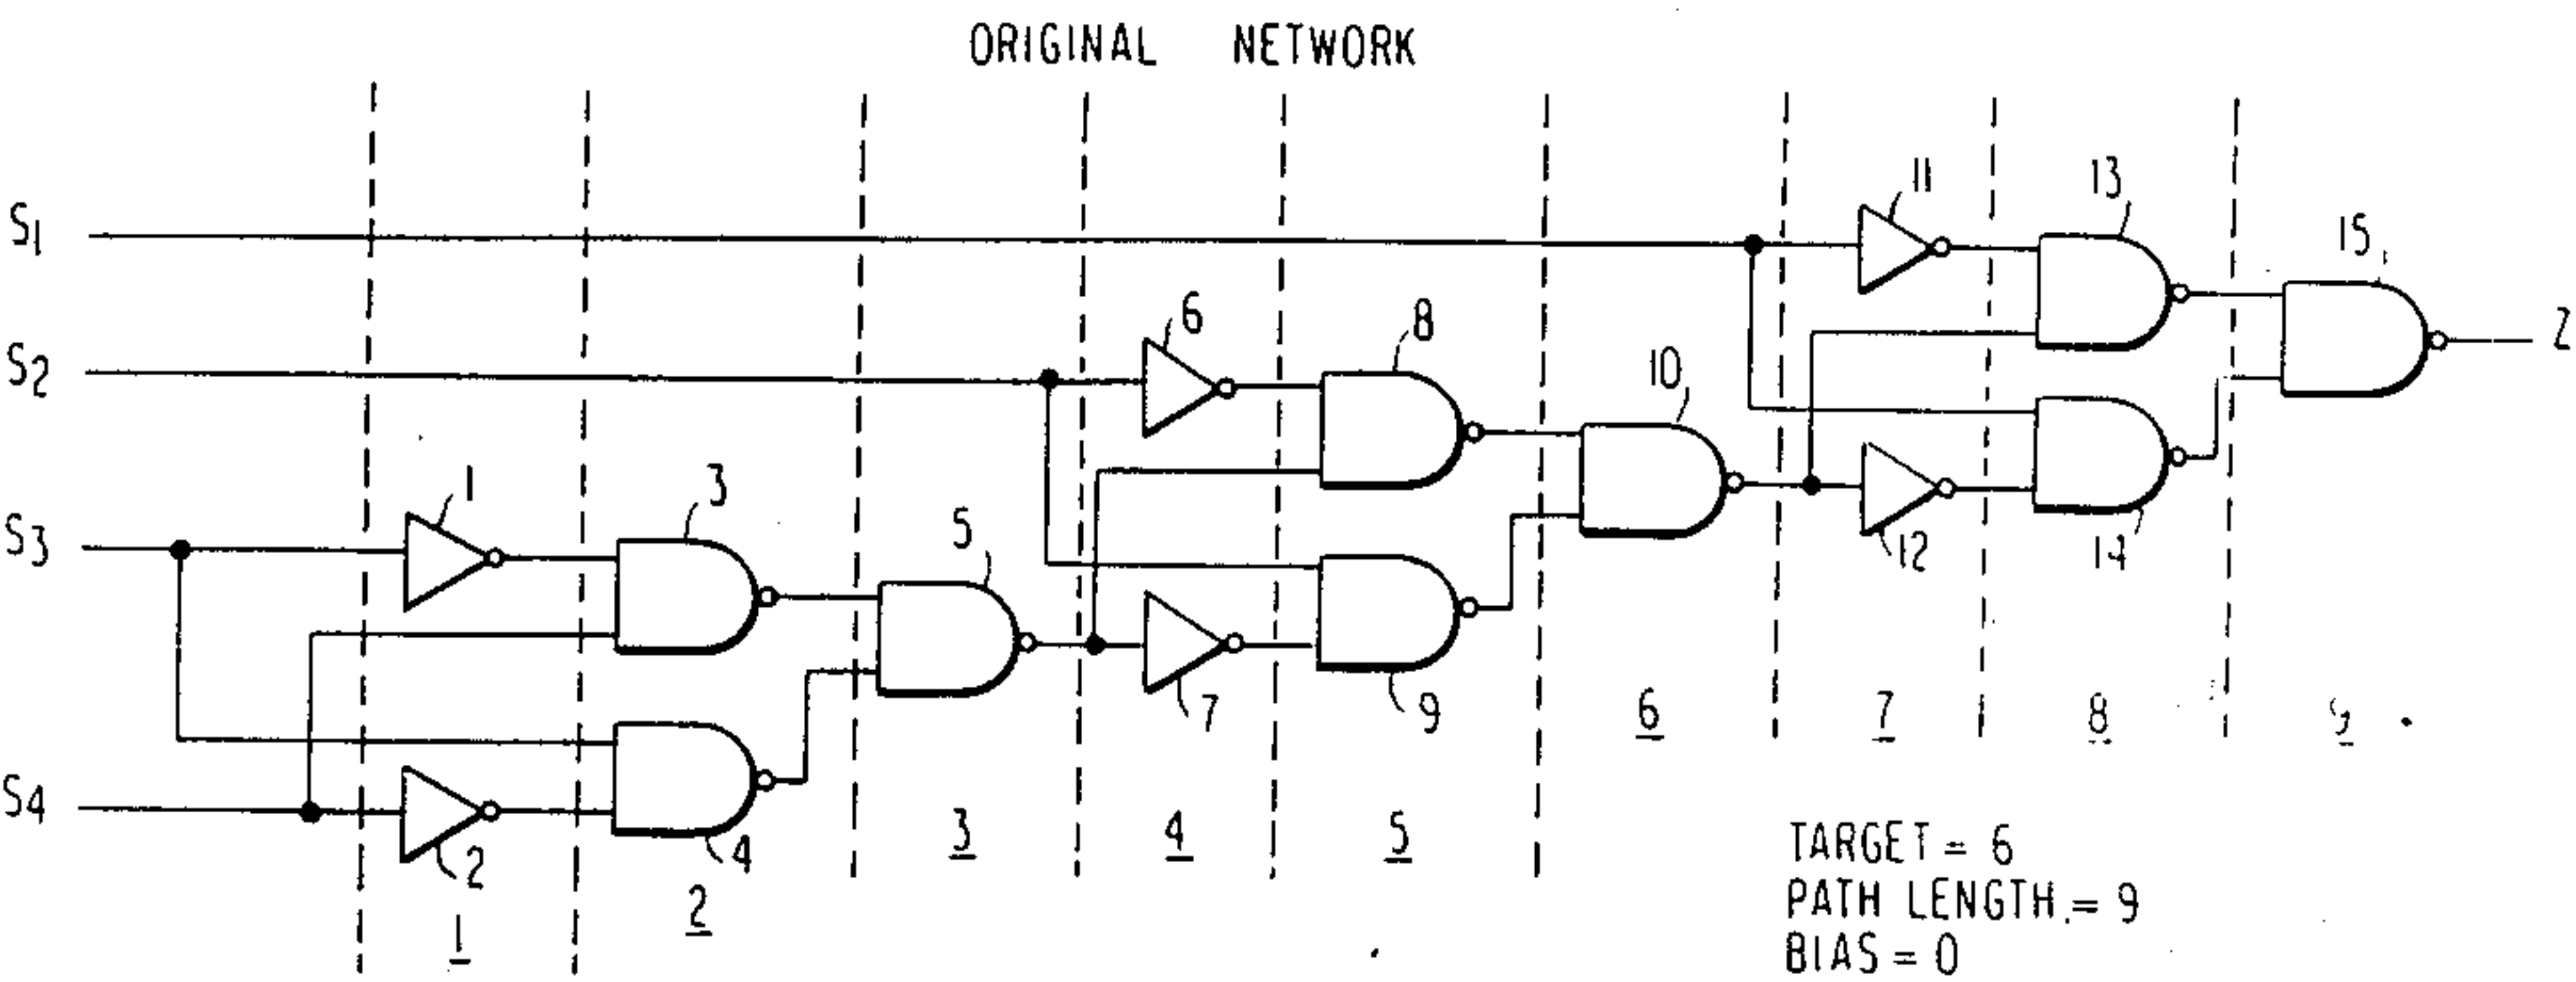 ORIGINAL NETWORK
11
13
15
S1
6
8
10
Z
S2
1
3
5
12
14
S3
7
9
6
7
8
9
S4
2
4
3
4
5
2
1
TARGET = 6
PATH LENGTH = 9
BIAS = 0